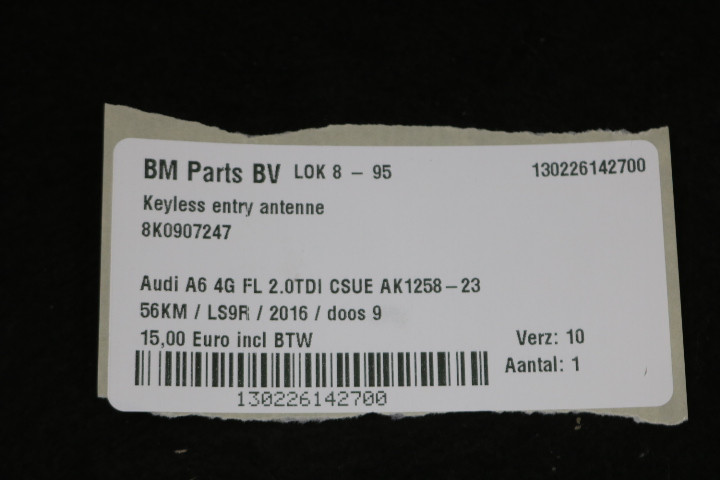 BM Parts BV LOK 8 - 95 130226142700
Keyless entry antenne
8K0907247
Audi A6 4G FL 2.0TDI CSUE AK1258-23
56KM / LS9R / 2016 / doos 9
15,00 Euro incl BTW Verz: 10
Aantal: 1
130226142700